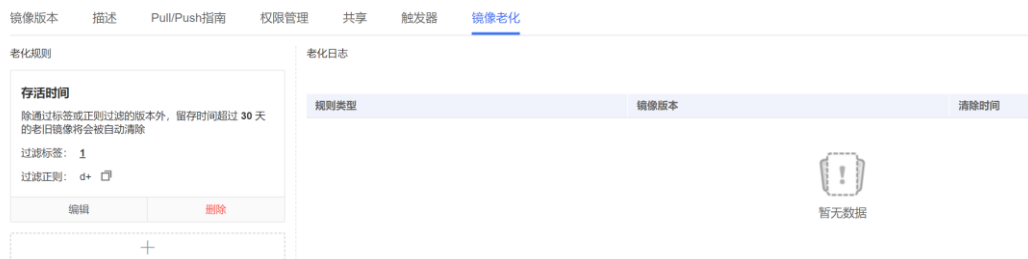 镜像版本 描述 Pull/Push指南 权限管理 共享 触发器 镜像老化
老化规则
存活时间
除通过标签或正则过滤的版本外，留存时间超过 30 天
的老旧镜像将会被自动清除
过滤标签： 1
过滤正则： d+
编辑 删除
老化日志
规则类型 镜像版本 清除时间
暂无数据